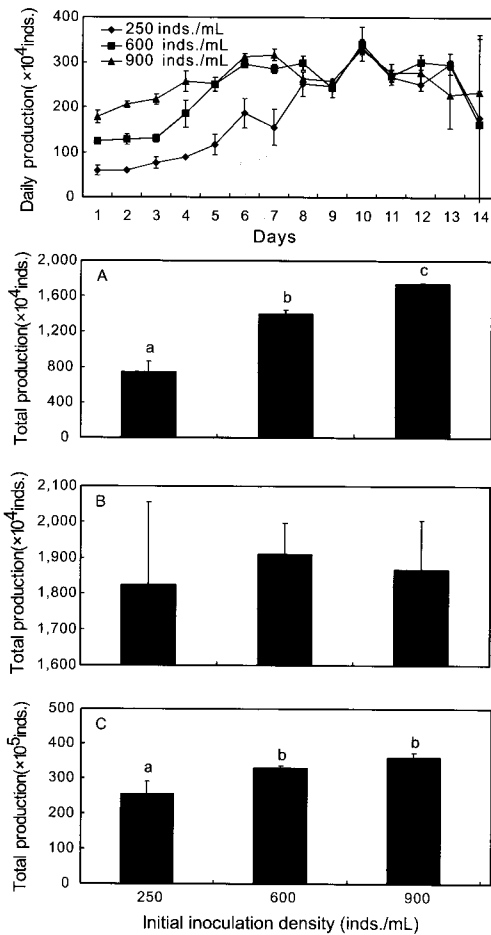 Daily production(×10⁴inds.)
400
300
200
100
0
250 inds./mL
600 inds./mL
900 inds./mL
1 2 3 4 5 6 7 8 9 10 11 12 13 14
Days
Total production(×10⁴inds.)
2,000
1,600
1,200
800
400
0
A
a
b
c
Total production(×10⁴inds.)
2,100
2,000
1,900
1,800
1,700
1,600
B
Total production(×10⁵inds.)
500
400
300
200
100
0
C
a
b
b
250 600 900
Initial inoculation density (inds./mL)